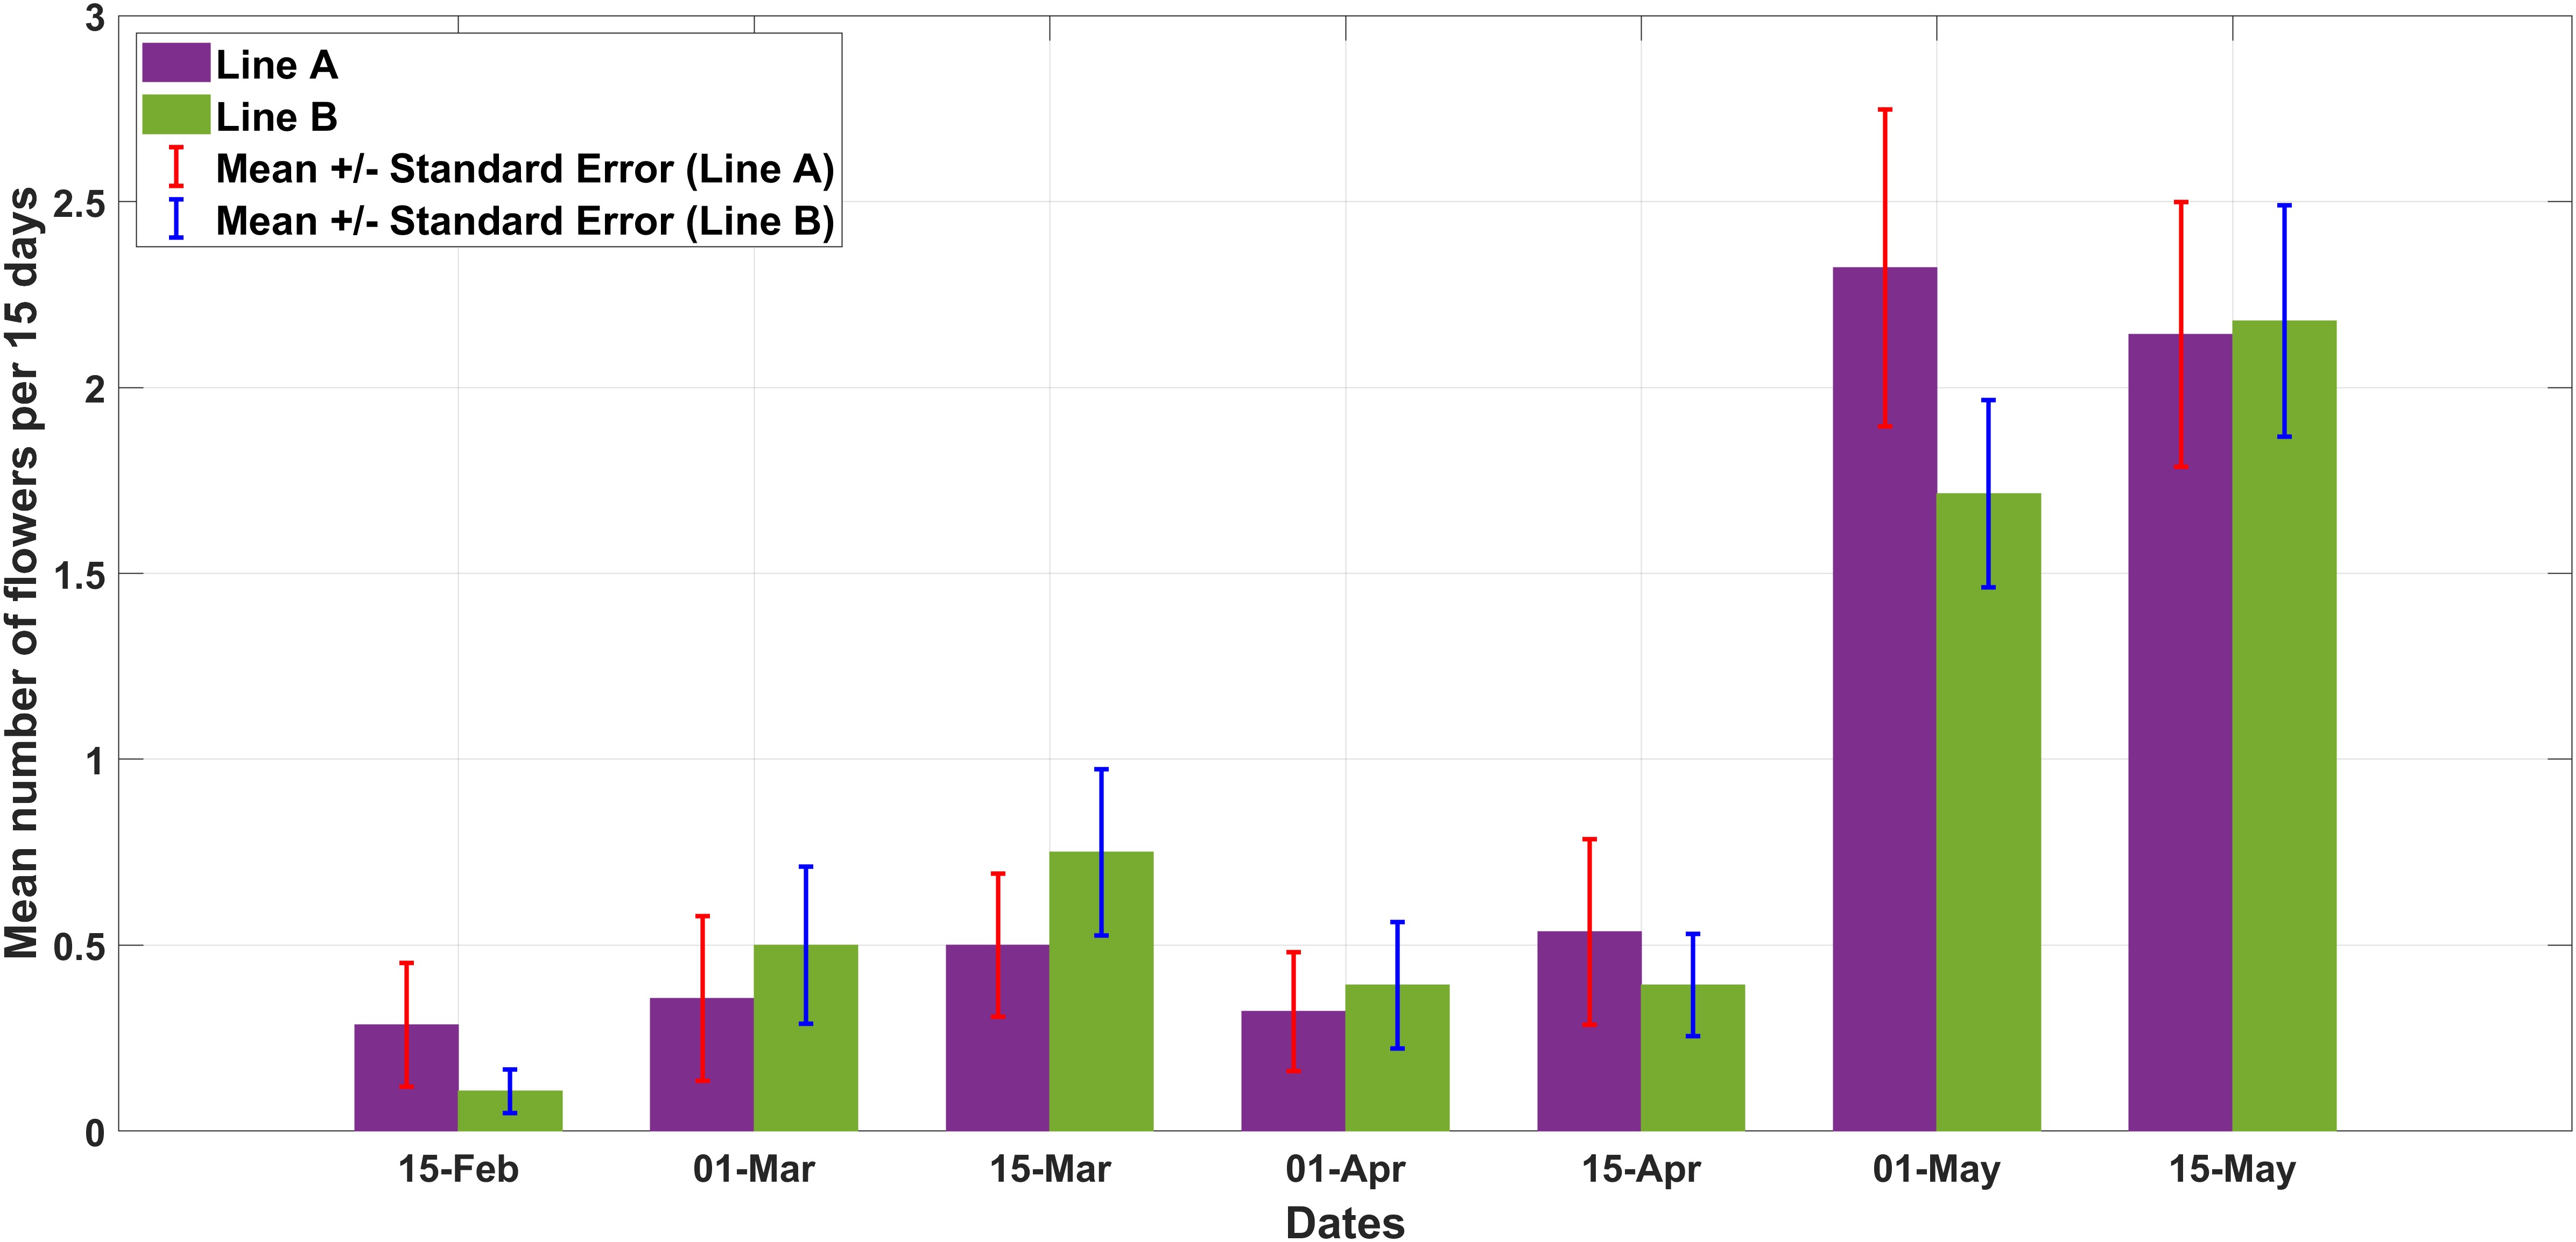 Line A
Line B
Mean +/- Standard Error (Line A)
Mean +/- Standard Error (Line B)
Mean number of flowers per 15 days
3
2.5
2
1.5
1
0.5
0
15-Feb 01-Mar 15-Mar 01-Apr 15-Apr 01-May 15-May
Dates